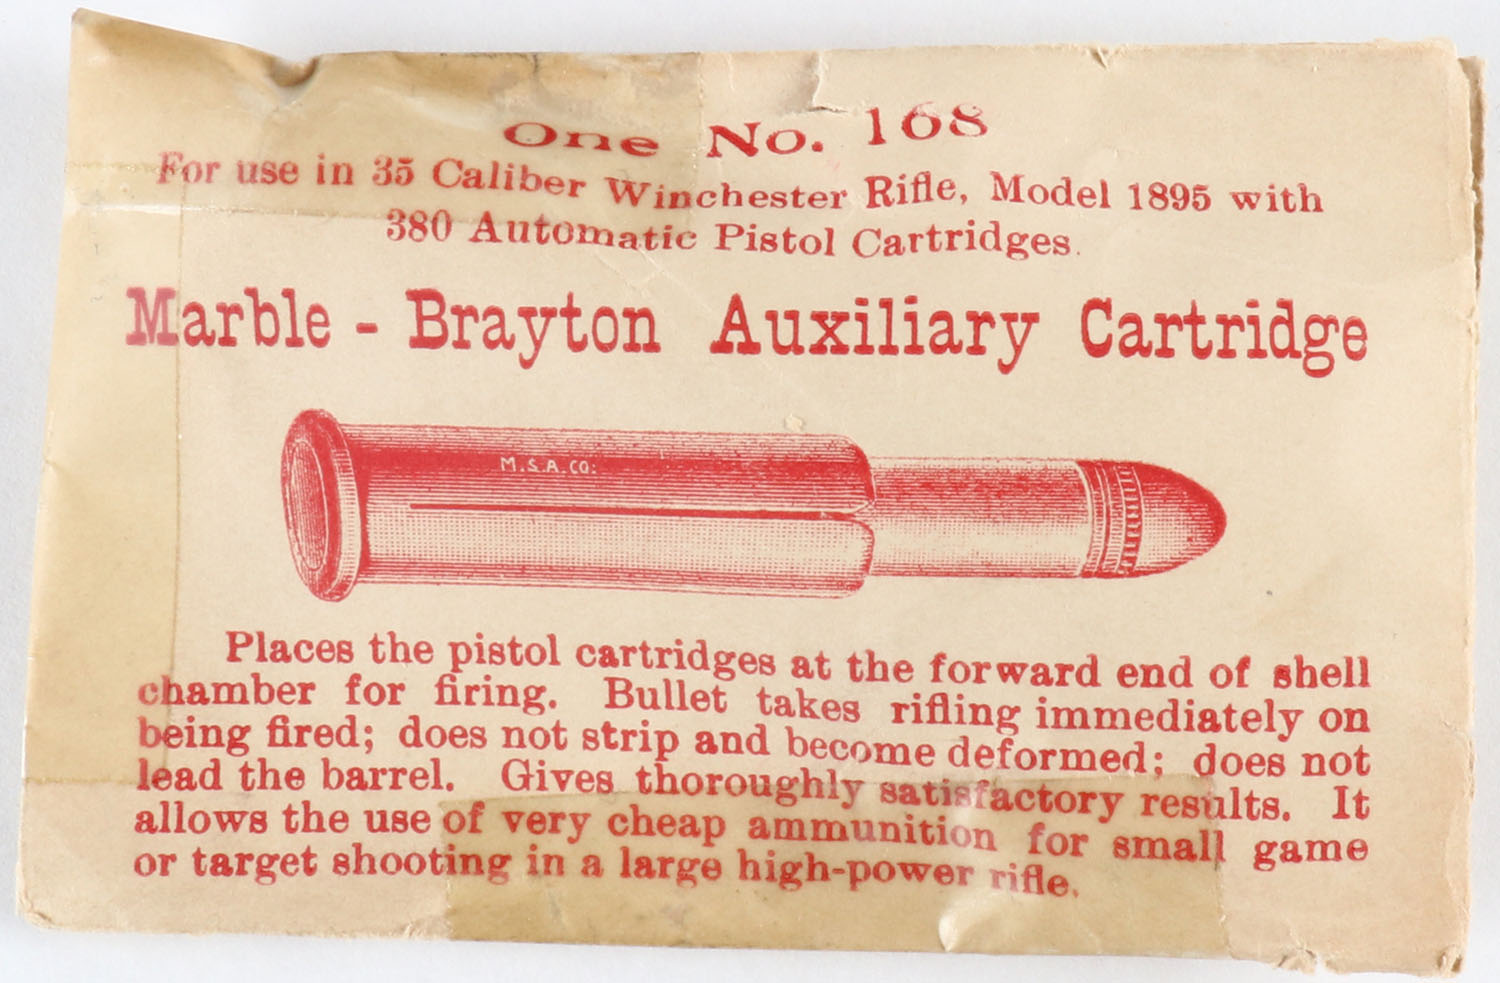 One No. 168
For use in 35 Caliber Winchester Rifle, Model 1895 with
380 Automatic Pistol Cartridges.
Marble - Brayton Auxiliary Cartridge
M.S.A.CO:
Places the pistol cartridges at the forward end of shell
chamber for firing. Bullet takes rifling immediately on
being fired; does not strip and become deformed; does not
lead the barrel. Gives thoroughly satisfactory results. It
allows the use of very cheap ammunition for small game
or target shooting in a large high-power rifle.